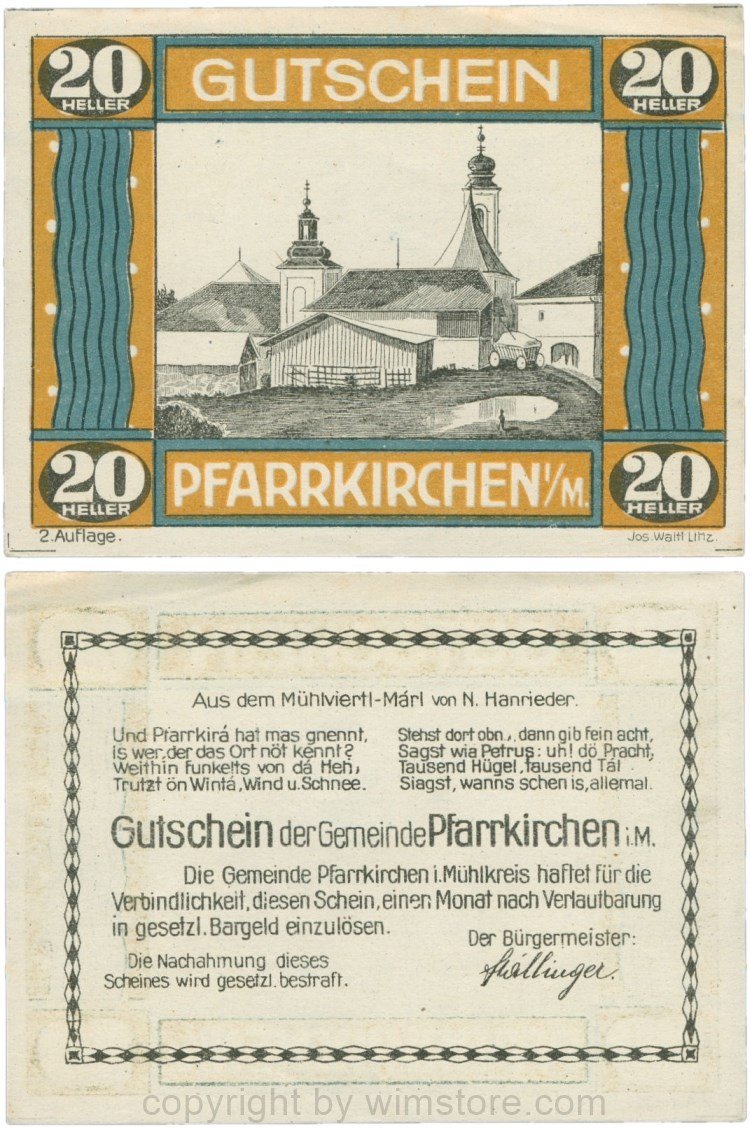 20 HELLER
GUTSCHEIN
20 HELLER
20 HELLER
PFARRKIRCHEN I/M.
20 HELLER
2.Auflage.
Jos.Waltl Linz.
Aus dem Mühlviertl-Márl von N. Hanrieder.
Und Pfarrkirá hat mas gnennt,
is wer, der das Ort nöt kennt?
Weithin funkelts von dá Heh,
Trutzt ön Wintá, Wind u. Schnee.
Stehst dort obn., dann gib fein acht,
Sagst wia Petrus: uh! dö Pracht,
Tausend Hügel, tausend Tál
Siagst, wanns schen is, allemal.
Gutschein der Gemeinde Pfarrkirchen i.M.
Die Gemeinde Pfarrkirchen i. Mühlkreis haftet für die
Verbindlichkeit, diesen Schein, einen Monat nach Verlautbarung
in gesetzl. Bargeld einzulösen.
Der Bürgermeister:
Die Nachahmung dieses
Scheines wird gesetzl. bestraft.
copyright by wimstore.com